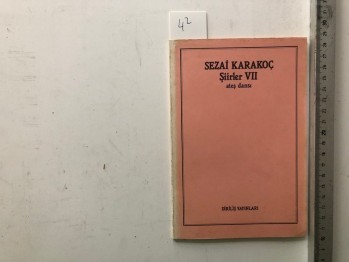 42
SEZAİ KARAKOÇ
Şiirler VII
ateş dansı
DİRİLİŞ YAYINLARI